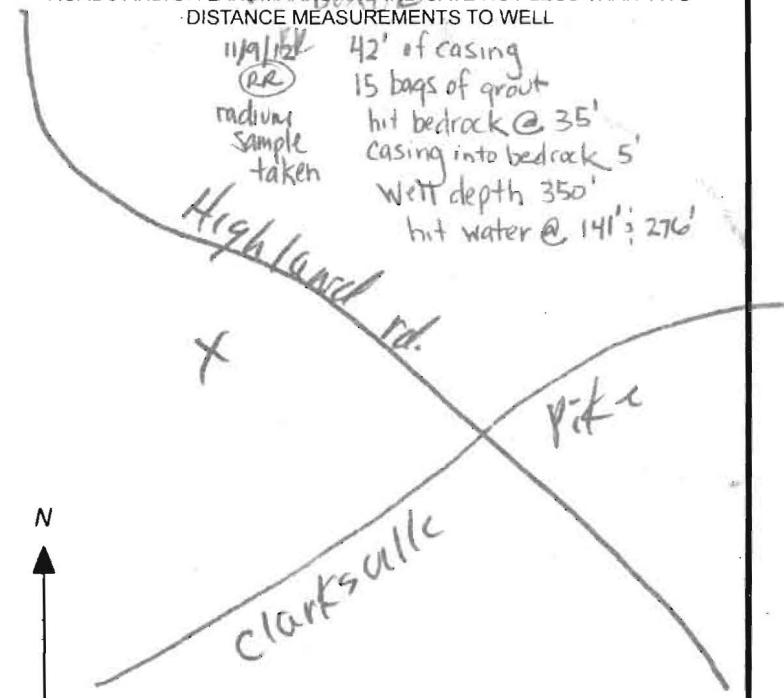 DISTANCE MEASUREMENTS TO WELL
11/9/12 42' of casing
RR 15 bags of grout
radium hit bedrock @ 35'
sample casing into bedrock 5'
taken Well depth 350'
hit water @ 141' & 276'
Highland rd.
X
pike
clarksville
N